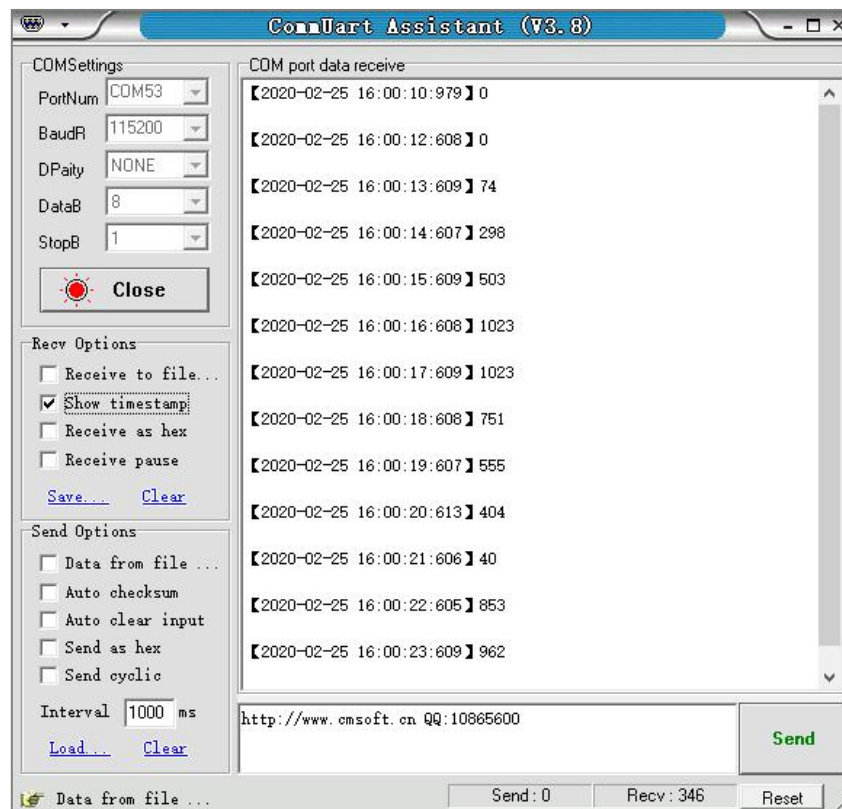 CommUart Assistant (V3.8)
COMSettings
PortNum COM53
BaudR 115200
DPaity NONE
DataB 8
StopB 1
Close
Recv Options
Receive to file...
Show timestamp
Receive as hex
Receive pause
Save... Clear
Send Options
Data from file ...
Auto checksum
Auto clear input
Send as hex
Send cyclic
Interval 1000 ms
Load... Clear
COM port data receive
【2020-02-25 16:00:10:979】0
【2020-02-25 16:00:12:608】0
【2020-02-25 16:00:13:609】74
【2020-02-25 16:00:14:607】298
【2020-02-25 16:00:15:609】503
【2020-02-25 16:00:16:608】1023
【2020-02-25 16:00:17:609】1023
【2020-02-25 16:00:18:608】751
【2020-02-25 16:00:19:607】555
【2020-02-25 16:00:20:613】404
【2020-02-25 16:00:21:606】40
【2020-02-25 16:00:22:605】853
【2020-02-25 16:00:23:609】962
http://www.cmsoft.cn QQ:10865600
Send
Data from file ...
Send : 0
Recv : 346
Reset